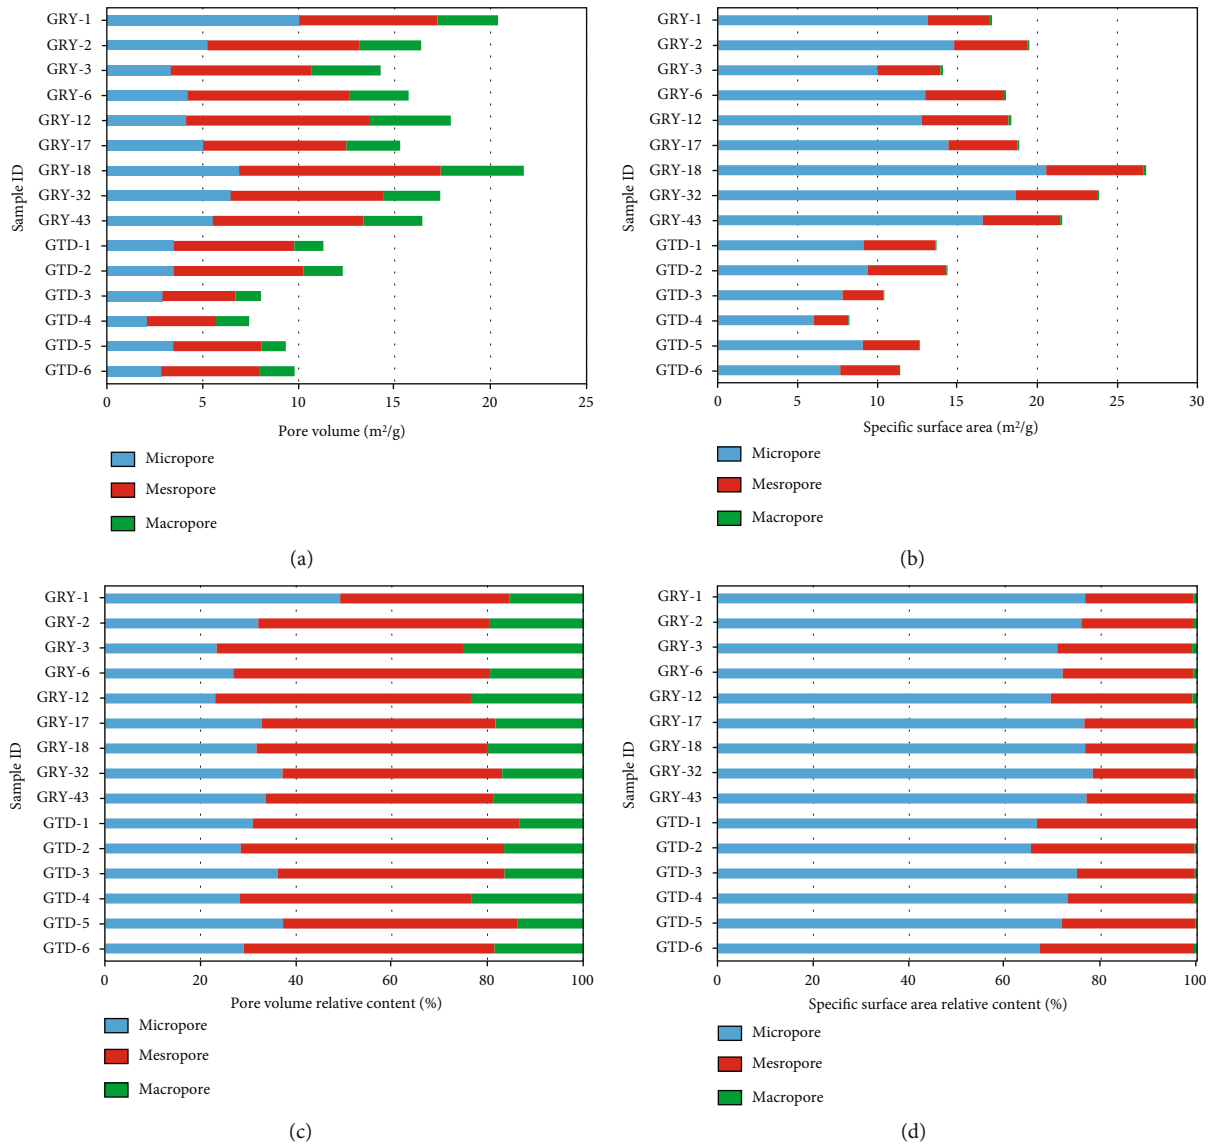 GRY-1
GRY-2
GRY-3
GRY-6
GRY-12
GRY-17
GRY-18
GRY-32
GRY-43
GTD-1
GTD-2
GTD-3
GTD-4
GTD-5
GTD-6
Sample ID
0 5 10 15 20 25
Pore volume (m²/g)
Micropore
Mesropore
Macropore
(a)
GRY-1
GRY-2
GRY-3
GRY-6
GRY-12
GRY-17
GRY-18
GRY-32
GRY-43
GTD-1
GTD-2
GTD-3
GTD-4
GTD-5
GTD-6
Sample ID
0 5 10 15 20 25 30
Specific surface area (m²/g)
Micropore
Mesropore
Macropore
(b)
GRY-1
GRY-2
GRY-3
GRY-6
GRY-12
GRY-17
GRY-18
GRY-32
GRY-43
GTD-1
GTD-2
GTD-3
GTD-4
GTD-5
GTD-6
Sample ID
0 20 40 60 80 100
Pore volume relative content (%)
Micropore
Mesropore
Macropore
(c)
GRY-1
GRY-2
GRY-3
GRY-6
GRY-12
GRY-17
GRY-18
GRY-32
GRY-43
GTD-1
GTD-2
GTD-3
GTD-4
GTD-5
GTD-6
Sample ID
0 20 40 60 80 100
Specific surface area relative content (%)
Micropore
Mesropore
Macropore
(d)